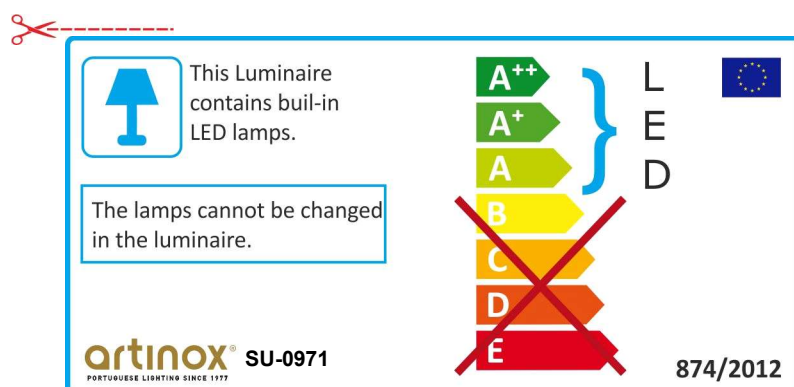 This Luminaire
contains buil-in
LED lamps.
The lamps cannot be changed
in the luminaire.
artinox® SU-0971
PORTUGUESE LIGHTING SINCE 1977
A++
A+
A
B
C
D
E
L
E
D
874/2012